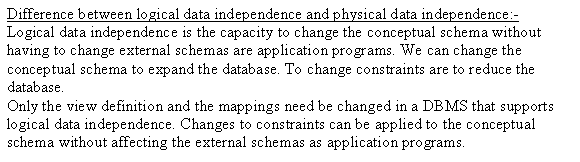 Difference between logical data independence and physical data independence:-
Logical data independence is the capacity to change the conceptual schema without
having to change external schemas are application programs. We can change the
conceptual schema to expand the database. To change constraints are to reduce the
database.
Only the view definition and the mappings need be changed in a DBMS that supports
logical data independence. Changes to constraints can be applied to the conceptual
schema without affecting the external schemas as application programs.